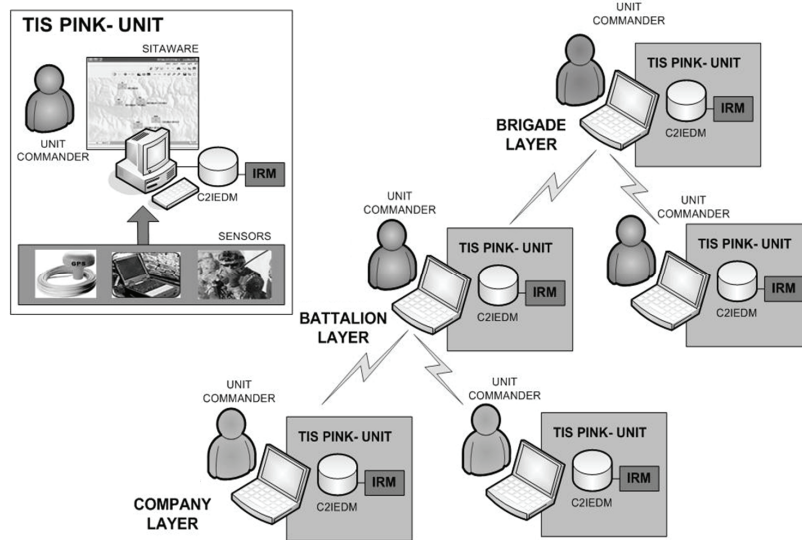 TIS PINK- UNIT
SITAWARE
UNIT
COMMANDER
C2IEDM
IRM
SENSORS
GPS
UNIT
COMMANDER
TIS PINK- UNIT
C2IEDM
IRM
BRIGADE
LAYER
UNIT
COMMANDER
TIS PINK- UNIT
C2IEDM
IRM
BATTALION
LAYER
UNIT
COMMANDER
TIS PINK- UNIT
C2IEDM
IRM
UNIT
COMMANDER
TIS PINK- UNIT
C2IEDM
IRM
COMPANY
LAYER
UNIT
COMMANDER
TIS PINK- UNIT
C2IEDM
IRM